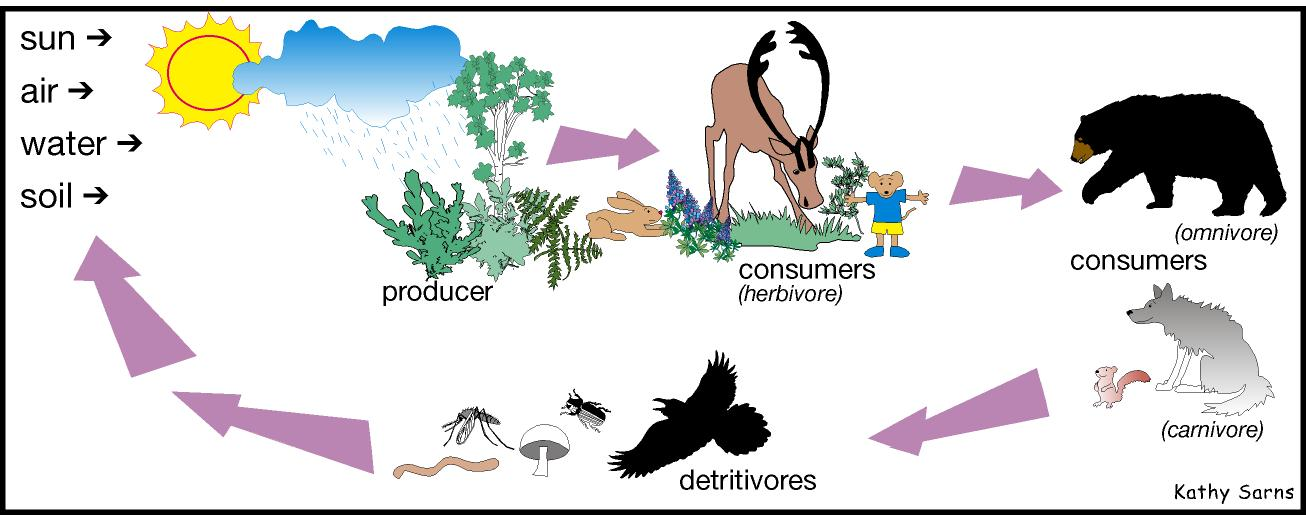 sun ➔
air ➔
water ➔
soil ➔
producer
consumers
(herbivore)
(omnivore)
consumers
(carnivore)
detritivores
Kathy Sarns